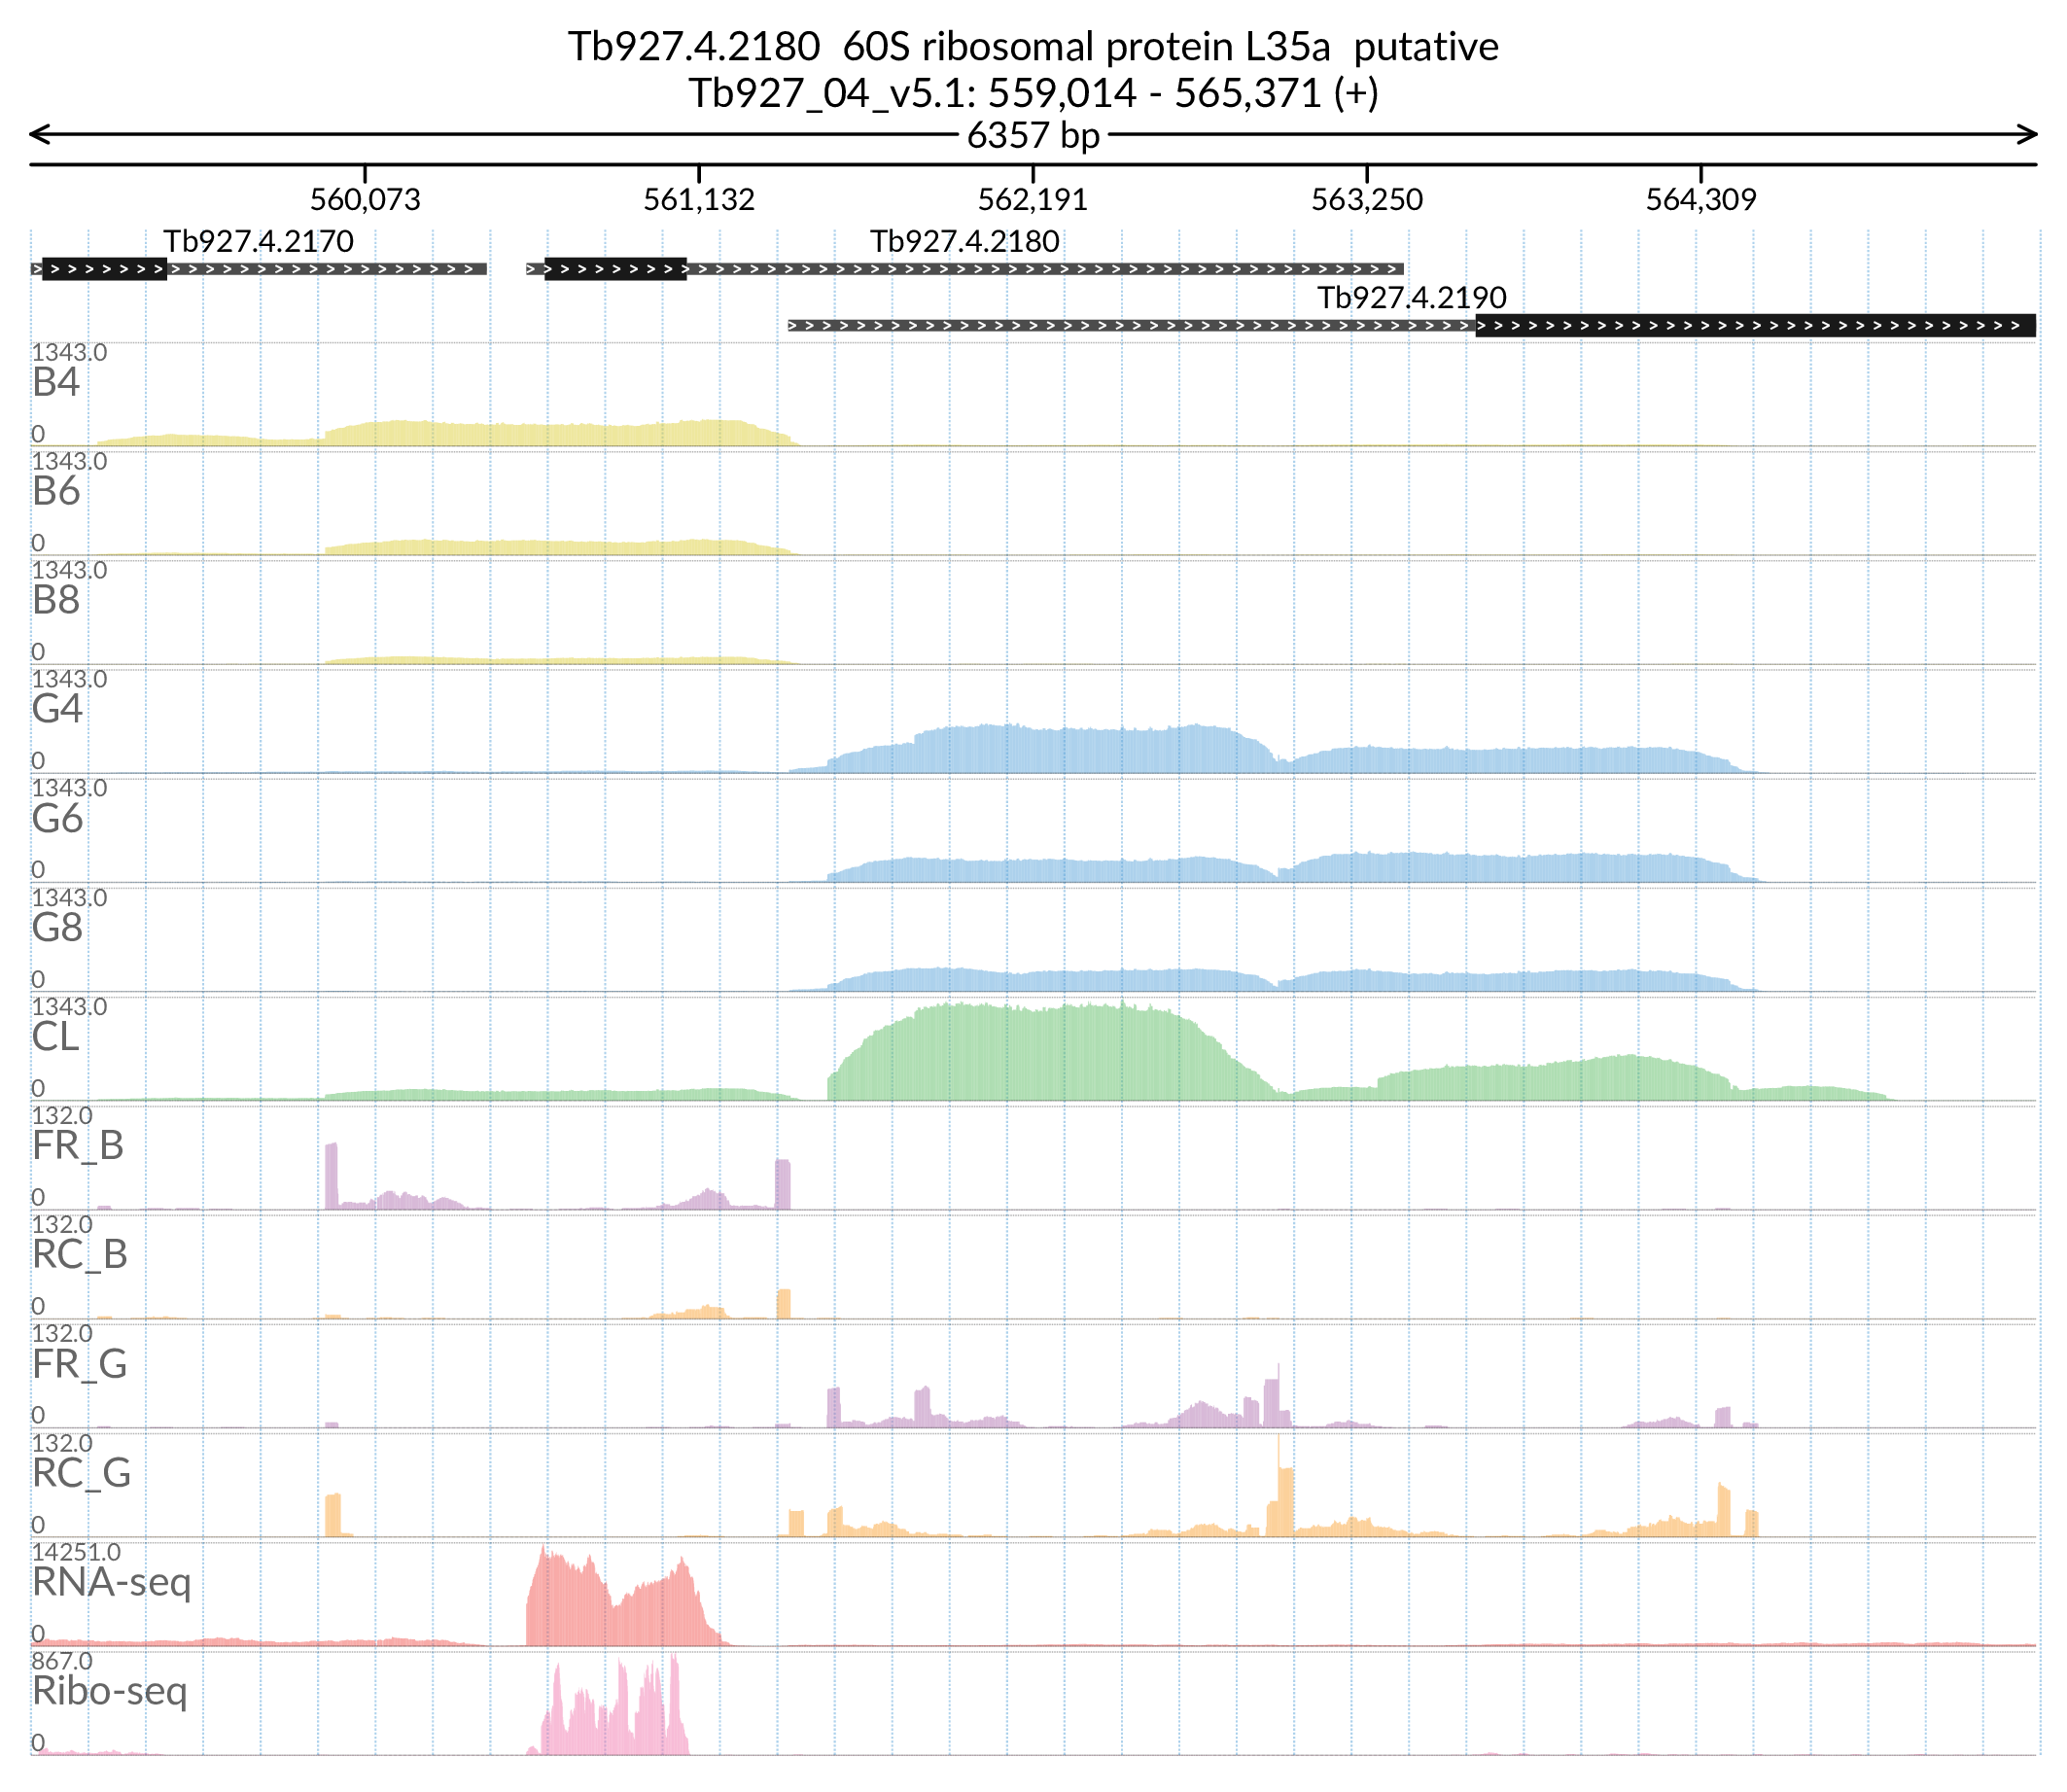 Tb927.4.2180  60S ribosomal protein L35a  putative
Tb927_04_v5.1: 559,014 - 565,371 (+)
6357 bp
560,073 561,132 562,191 563,250 564,309
Tb927.4.2170 Tb927.4.2180
Tb927.4.2190
1343.0
B4
0
1343.0
B6
0
1343.0
B8
0
1343.0
G4
0
1343.0
G6
0
1343.0
G8
0
1343.0
CL
0
132.0
FR_B
0
132.0
RC_B
0
132.0
FR_G
0
132.0
RC_G
0
14251.0
RNA-seq
0
867.0
Ribo-seq
0